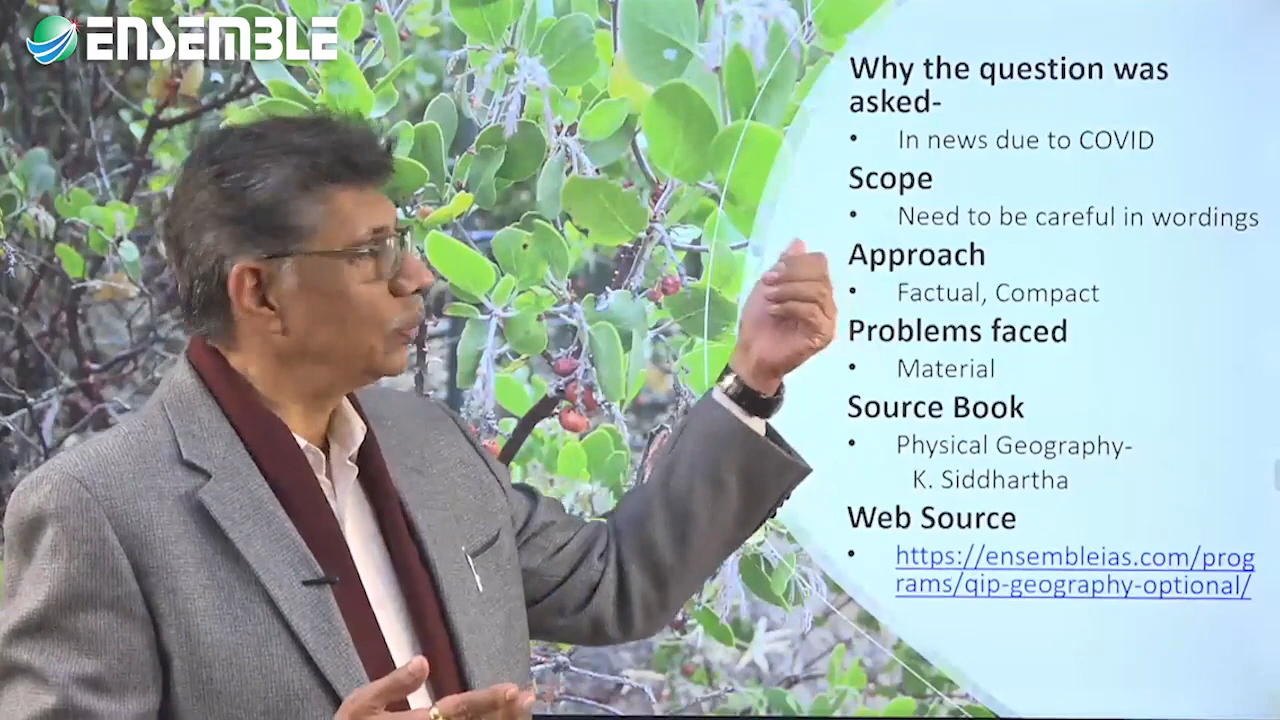 ENSEMBLE
Why the question was
asked-
• In news due to COVID
Scope
• Need to be careful in wordings
Approach
• Factual, Compact
Problems faced
• Material
Source Book
• Physical Geography-
K. Siddhartha
Web Source
• https://ensembleias.com/prog
rams/qip-geography-optional/